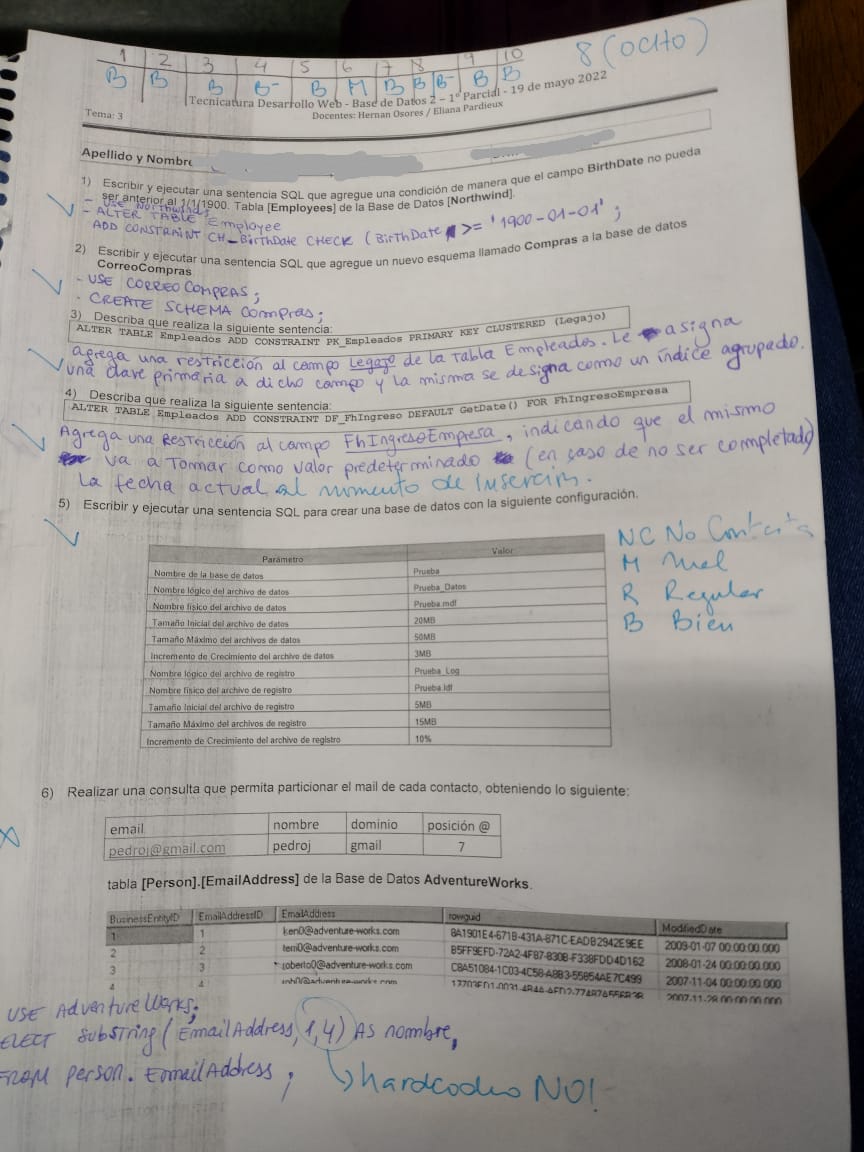 1 2 3 4 5 6 7 8 9 10
B B B B- B M B B B- B B
8 (OCHO)
Tecnicatura Desarrollo Web - Base de Datos 2 – 1° Parcial - 19 de mayo 2022
Tema: 3
Docentes: Hernan Osores / Eliana Pardieux
Apellido y Nombre
1) Escribir y ejecutar una sentencia SQL que agregue una condición de manera que el campo BirthDate no pueda
ser anterior al 1/1/1900. Tabla [Employees] de la Base de Datos [Northwind].
- USE Northwind;
- ALTER TABLE Employee
ADD CONSTRAINT CH_BirthDate CHECK (BirThDate >= '1900-01-01' ;
2) Escribir y ejecutar una sentencia SQL que agregue un nuevo esquema llamado Compras a la base de datos
CorreoCompras
- USE CORREOCOMPRAS;
- CREATE SCHEMA Compras;
3) Describa que realiza la siguiente sentencia:
ALTER TABLE Empleados ADD CONSTRAINT PK_Empleados PRIMARY KEY CLUSTERED (Legajo)
agrega una restricción al campo Legajo de la Tabla Empleados. Le asigna
una clave primaria a dicho campo y la misma se designa como un índice agrupado.
4) Describa que realiza la siguiente sentencia:
ALTER TABLE Empleados ADD CONSTRAINT DF_FhIngreso DEFAULT GetDate() FOR FhIngresoEmpresa
Agrega una Restricción al campo FhIngresoEmpresa, indicando que el mismo
va a Tomar como valor predeterminado (en caso de no ser completado)
la fecha actual al momento de Inserción.
5) Escribir y ejecutar una sentencia SQL para crear una base de datos con la siguiente configuración.
NC No Contesta
M Mal
R Regular
B Bien
Parámetro Valor
Nombre de la base de datos Prueba
Nombre lógico del archivo de datos Prueba_Datos
Nombre físico del archivo de datos Prueba.mdf
Tamaño Inicial del archivo de datos 20MB
Tamaño Máximo del archivos de datos 50MB
Incremento de Crecimiento del archivo de datos 3MB
Nombre lógico del archivo de registro Prueba_Log
Nombre físico del archivo de registro Prueba.ldf
Tamaño Inicial del archivo de registro 5MB
Tamaño Máximo del archivos de registro 15MB
Incremento de Crecimiento del archivo de registro 10%
6) Realizar una consulta que permita particionar el mail de cada contacto, obteniendo lo siguiente:
email nombre dominio posición @
pedroj@gmail.com pedroj gmail 7
tabla [Person].[EmailAddress] de la Base de Datos AdventureWorks.
BusinessEntityID EmailAddressID EmailAddress rowguid ModifiedDate
1 1 ken0@adventure-works.com 8A1901E4-671B-431A-871C-EADB2942E9EE 2009-01-07 00:00:00.000
2 2 terri0@adventure-works.com B5FF9EFD-72A2-4F87-830B-F338FDD4D162 2008-01-24 00:00:00.000
3 3 roberto0@adventure-works.com C8A51084-1C03-4C58-A8B3-55854AE7C499 2007-11-04 00:00:00.000
4 4
USE AdventureWorks;
ELECT SubString(EmailAddress, 1,4) As nombre,
FROM person.EmailAddress;
hardcodeo NO!